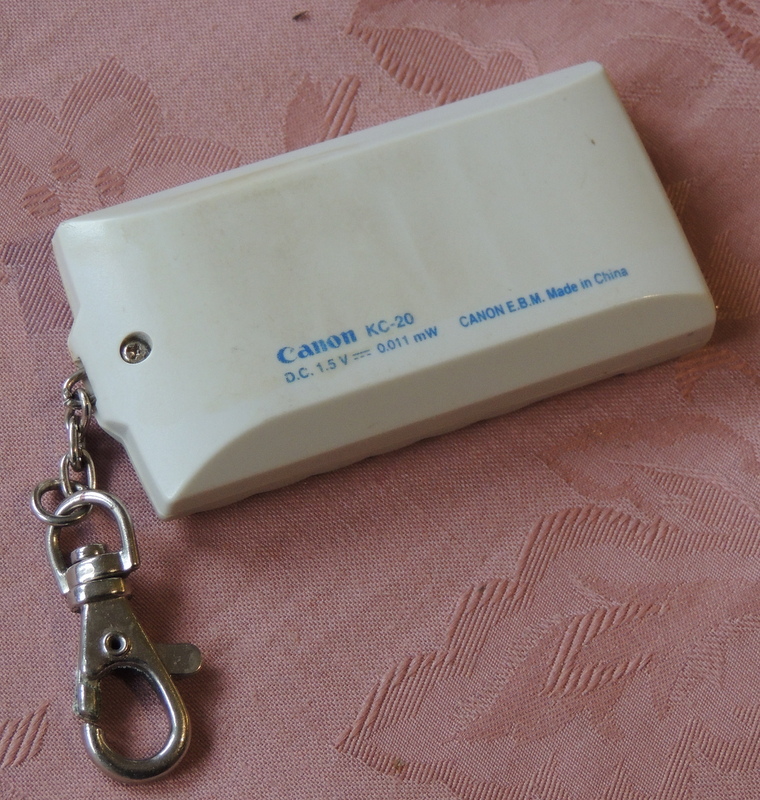 Canon KC-20
D.C. 1.5 V ⎓ 0.011 mW CANON E.B.M. Made in China